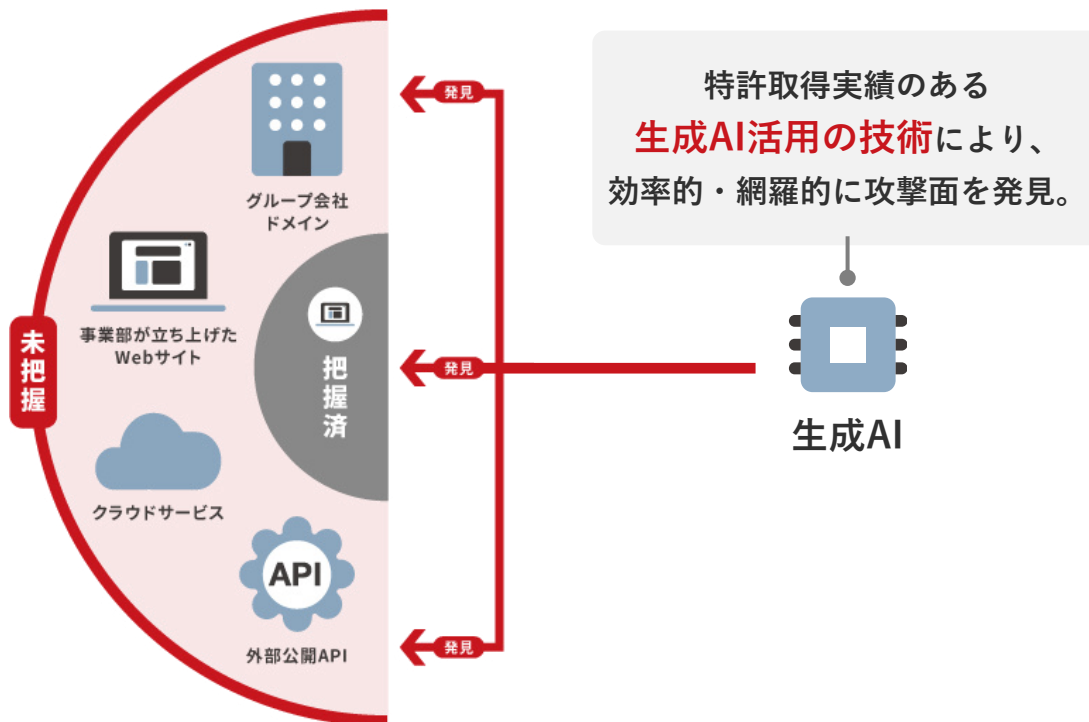 特許取得実績のある
生成AI活用の技術により、
効率的・網羅的に攻撃面を発見。
発見
グループ会社
ドメイン
事業部が立ち上げた
Webサイト
未把握
把握済
発見
生成AI
クラウドサービス
API
外部公開API
発見